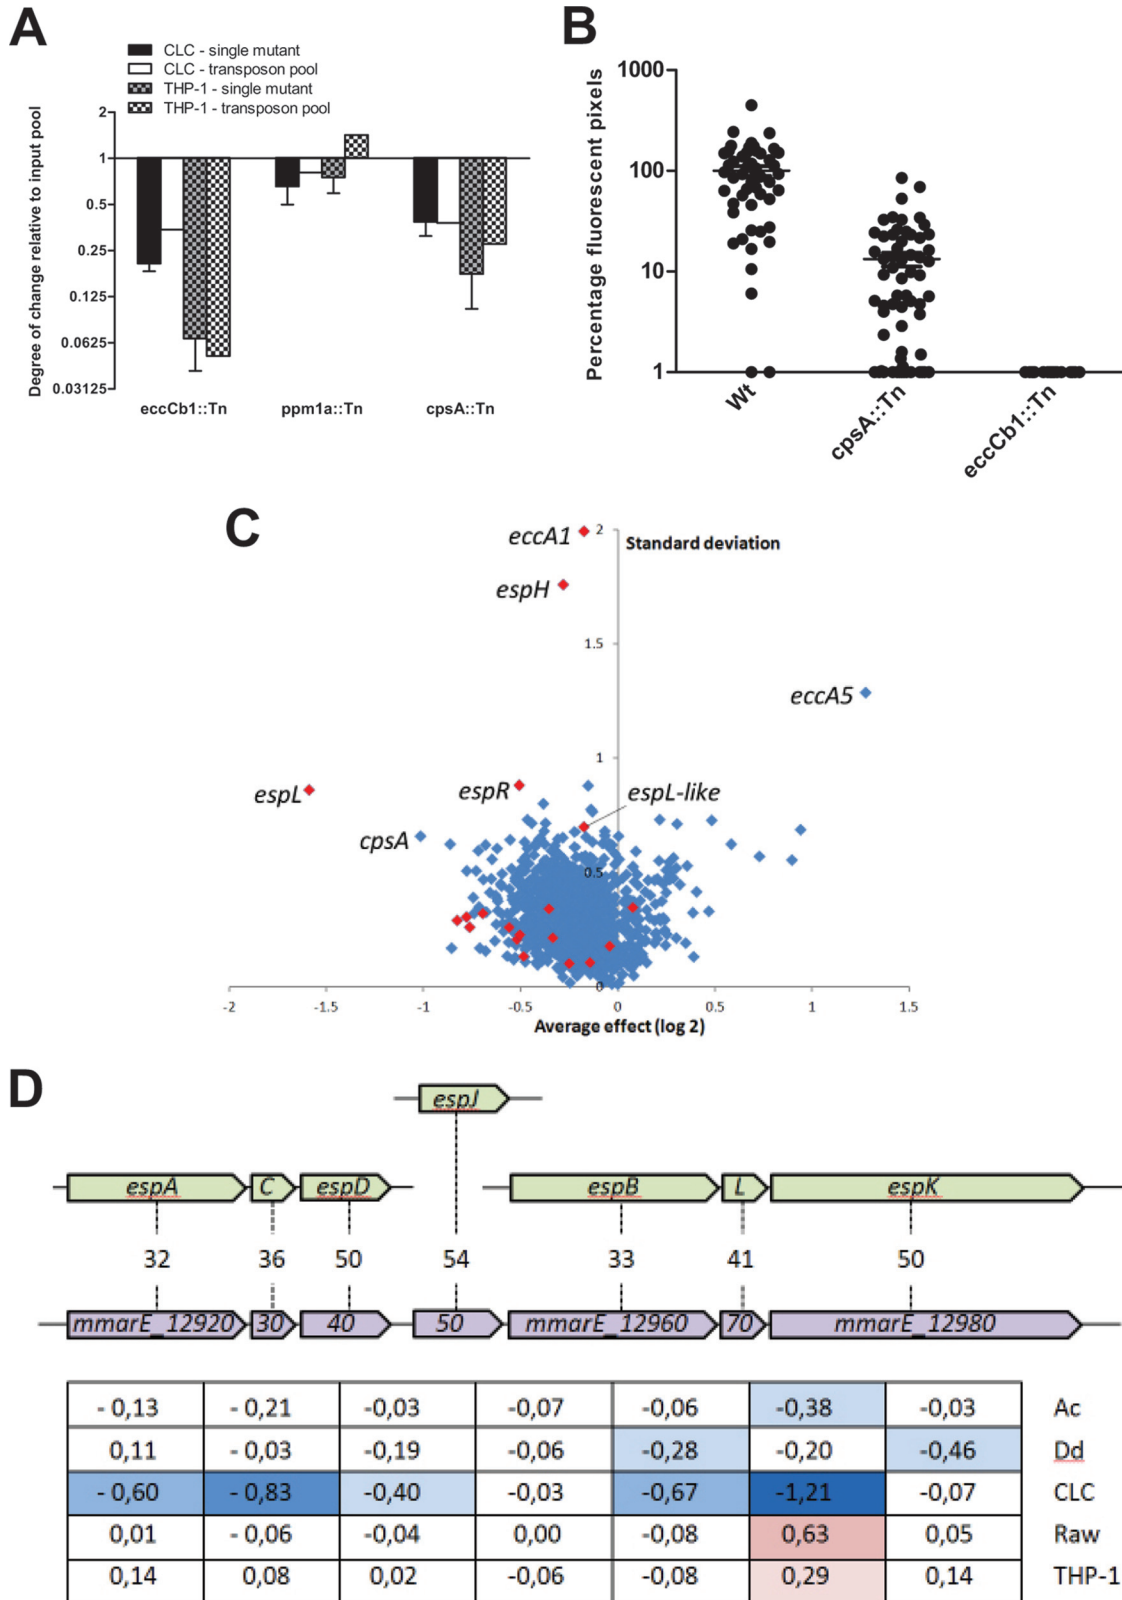 A
CLC - single mutant
CLC - transposon pool
THP-1 - single mutant
THP-1 - transposon pool
Degree of change relative to input pool
2
1
0.5
0.25
0.125
0.0625
0.03125
eccCb1::Tn ppm1a::Tn cpsA::Tn
B
Percentage fluorescent pixels
1000
100
10
1
Wt
cpsA::Tn
eccCb1::Tn
C
Standard deviation
2
1.5
1
0.5
0
eccA1
espH
eccA5
espL
espR
espL-like
cpsA
-2 -1.5 -1 -0.5 0 0.5 1 1.5
Average effect (log 2)
D
espJ
espA C espD espB L espK
32 36 50 54 33 41 50
mmarE_12920 30 40 50 mmarE_12960 70 mmarE_12980
- 0,13 - 0,21 -0,03 -0,07 -0,06 -0,38 -0,03 Ac
0,11 - 0,03 -0,19 -0,06 -0,28 -0,20 -0,46 Dd
- 0,60 - 0,83 -0,40 -0,03 -0,67 -1,21 -0,07 CLC
0,01 - 0,06 -0,04 0,00 -0,08 0,63 0,05 Raw
0,14 0,08 0,02 -0,06 -0,08 0,29 0,14 THP-1